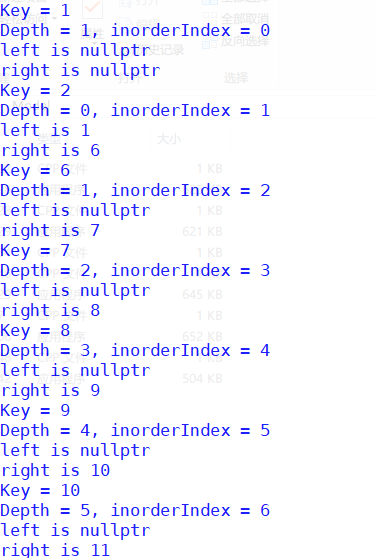 Key = 1
Depth = 1, inorderIndex = 0
left is nullptr
right is nullptr
Key = 2
Depth = 0, inorderIndex = 1
left is 1
right is 6
Key = 6
Depth = 1, inorderIndex = 2
left is nullptr
right is 7
Key = 7
Depth = 2, inorderIndex = 3
left is nullptr
right is 8
Key = 8
Depth = 3, inorderIndex = 4
left is nullptr
right is 9
Key = 9
Depth = 4, inorderIndex = 5
left is nullptr
right is 10
Key = 10
Depth = 5, inorderIndex = 6
left is nullptr
right is 11
全部取消
反向选择
历史记录
选择
大小
1 KB
1 KB
621 KB
1 KB
645 KB
1 KB
652 KB
504 KB